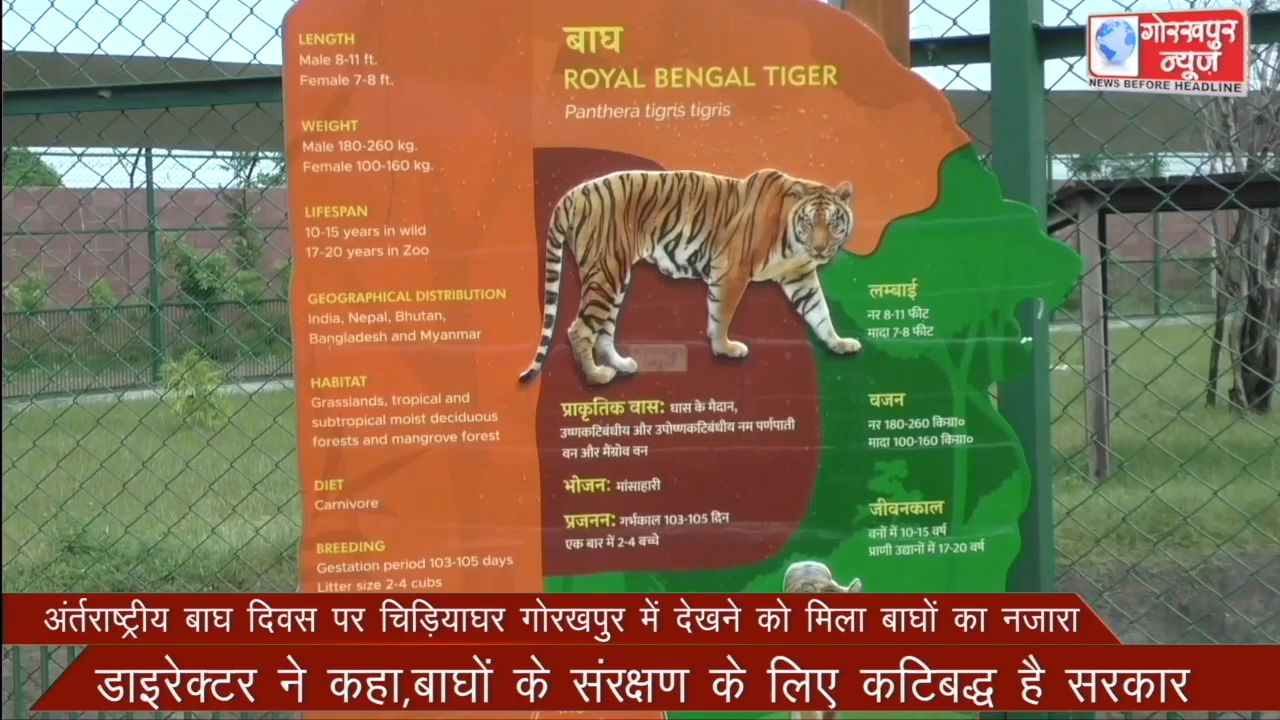 LENGTH
Male 8-11 ft.
Female 7-8 ft.
WEIGHT
Male 180-260 kg.
Female 100-160 kg.
LIFESPAN
10-15 years in wild
17-20 years in Zoo
GEOGRAPHICAL DISTRIBUTION
India, Nepal, Bhutan,
Bangladesh and Myanmar
HABITAT
Grasslands, tropical and
subtropical moist deciduous
forests and mangrove forest
DIET
Carnivore
BREEDING
Gestation period 103-105 days
Litter size 2-4 cubs
बाघ
ROYAL BENGAL TIGER
Panthera tigris tigris
प्राकृतिक वास: घास के मैदान,
उष्णकटिबंधीय और उपोष्णकटिबंधीय नम पर्णपाती
वन और मैंग्रोव वन
भोजन: मांसाहारी
प्रजनन: गर्भकाल 103-105 दिन
एक बार में 2-4 बच्चे
लम्बाई
नर 8-11 फीट
मादा 7-8 फीट
वजन
नर 180-260 किग्रा०
मादा 100-160 किग्रा०
जीवनकाल
वनों में 10-15 वर्ष
प्राणी उद्यानों में 17-20 वर्ष
गोरखपुर
न्यूज़
NEWS BEFORE HEADLINE
अंर्तराष्ट्रीय बाघ दिवस पर चिड़ियाघर गोरखपुर में देखने को मिला बाघों का नजारा
डाइरेक्टर ने कहा,बाघों के संरक्षण के लिए कटिबद्ध है सरकार